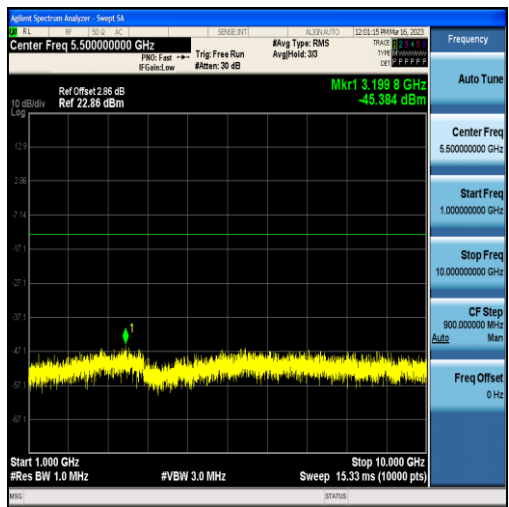 Agilent Spectrum Analyzer - Swept SA
RL RF 50 Ω AC SENSE:INT ALIGNAUTO 12:01:15 PM Mar 16, 2023
Center Freq 5.500000000 GHz #Avg Type: RMS TRACE 1 2 3 4 5 6 Frequency
PNO: Fast Trig: Free Run Avg|Hold: 3/3 TYPE
IFGain:Low #Atten: 30 dB DET P P P P P P
Auto Tune
Mkr1 3.199 8 GHz
Ref Offset 2.86 dB
10 dB/div Ref 22.86 dBm -45.384 dBm
Log
Center Freq
12.9
5.500000000 GHz
2.86
Start Freq
-7.14
1.000000000 GHz
-17.1
Stop Freq
10.000000000 GHz
-27.1
-37.1
CF Step
900.000000 MHz
1
Auto Man
-47.1
Freq Offset
-57.1
0 Hz
-67.1
Start 1.000 GHz Stop 10.000 GHz
#Res BW 1.0 MHz #VBW 3.0 MHz Sweep 15.33 ms (10000 pts)
MSG STATUS